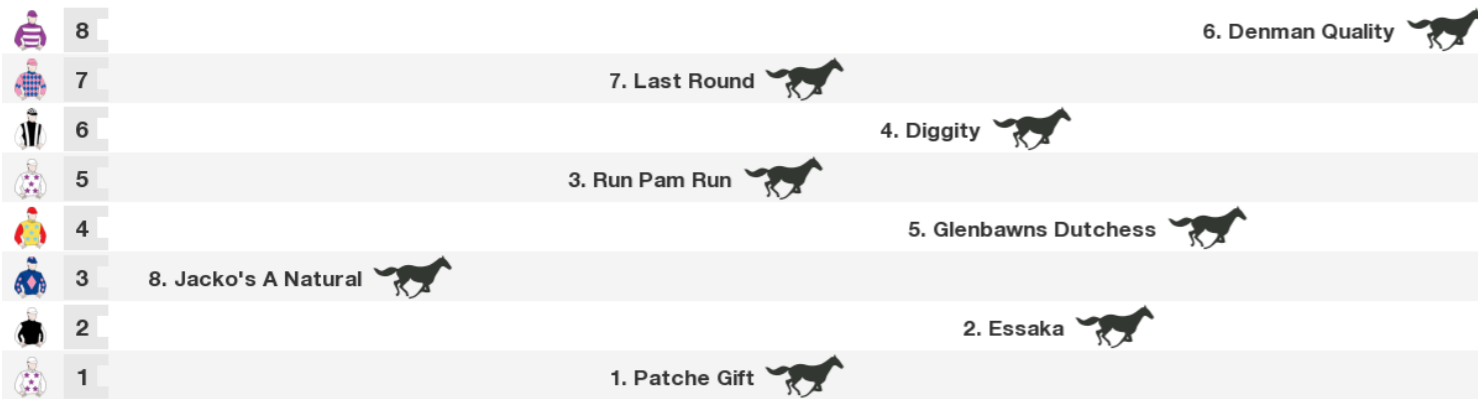 8 6. Denman Quality
7 7. Last Round
6 4. Diggity
5 3. Run Pam Run
4 5. Glenbawns Dutchess
3 8. Jacko's A Natural
2 2. Essaka
1 1. Patche Gift